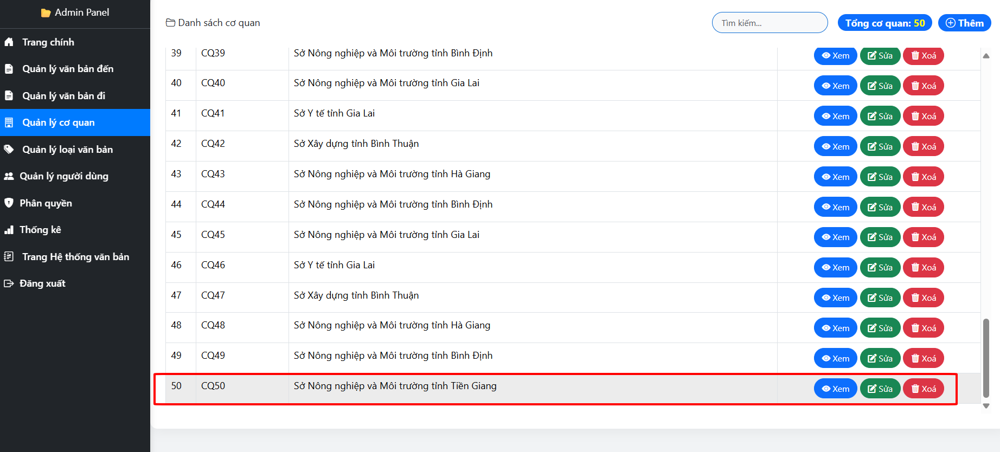 Admin Panel
Trang chính
Quản lý văn bản đến
Quản lý văn bản đi
Quản lý cơ quan
Quản lý loại văn bản
Quản lý người dùng
Phân quyền
Thống kê
Trang Hệ thống văn bản
Đăng xuất
Danh sách cơ quan
Tìm kiếm...
Tổng cơ quan: 50
Thêm
39 CQ39 Sở Nông nghiệp và Môi trường tỉnh Bình Định Xem Sửa Xoá
40 CQ40 Sở Nông nghiệp và Môi trường tỉnh Gia Lai Xem Sửa Xoá
41 CQ41 Sở Y tế tỉnh Gia Lai Xem Sửa Xoá
42 CQ42 Sở Xây dựng tỉnh Bình Thuận Xem Sửa Xoá
43 CQ43 Sở Nông nghiệp và Môi trường tỉnh Hà Giang Xem Sửa Xoá
44 CQ44 Sở Nông nghiệp và Môi trường tỉnh Bình Định Xem Sửa Xoá
45 CQ45 Sở Nông nghiệp và Môi trường tỉnh Gia Lai Xem Sửa Xoá
46 CQ46 Sở Y tế tỉnh Gia Lai Xem Sửa Xoá
47 CQ47 Sở Xây dựng tỉnh Bình Thuận Xem Sửa Xoá
48 CQ48 Sở Nông nghiệp và Môi trường tỉnh Hà Giang Xem Sửa Xoá
49 CQ49 Sở Nông nghiệp và Môi trường tỉnh Bình Định Xem Sửa Xoá
50 CQ50 Sở Nông nghiệp và Môi trường tỉnh Tiền Giang Xem Sửa Xoá